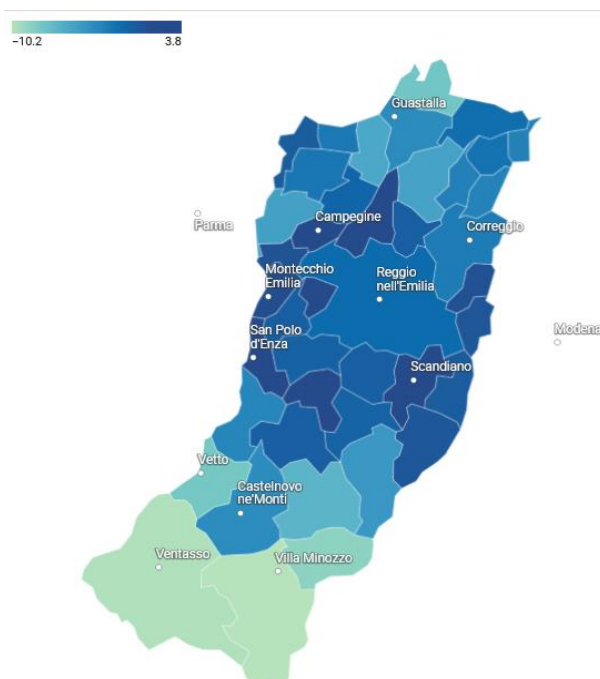 −10.2
3.8
Guastalla
Parma
Campegine
Correggio
Montecchio
Emilia
Reggio
nell'Emilia
Modena
San Polo
d'Enza
Scandiano
Vetto
Castelnovo
ne'Monti
Ventasso
Villa Minozzo